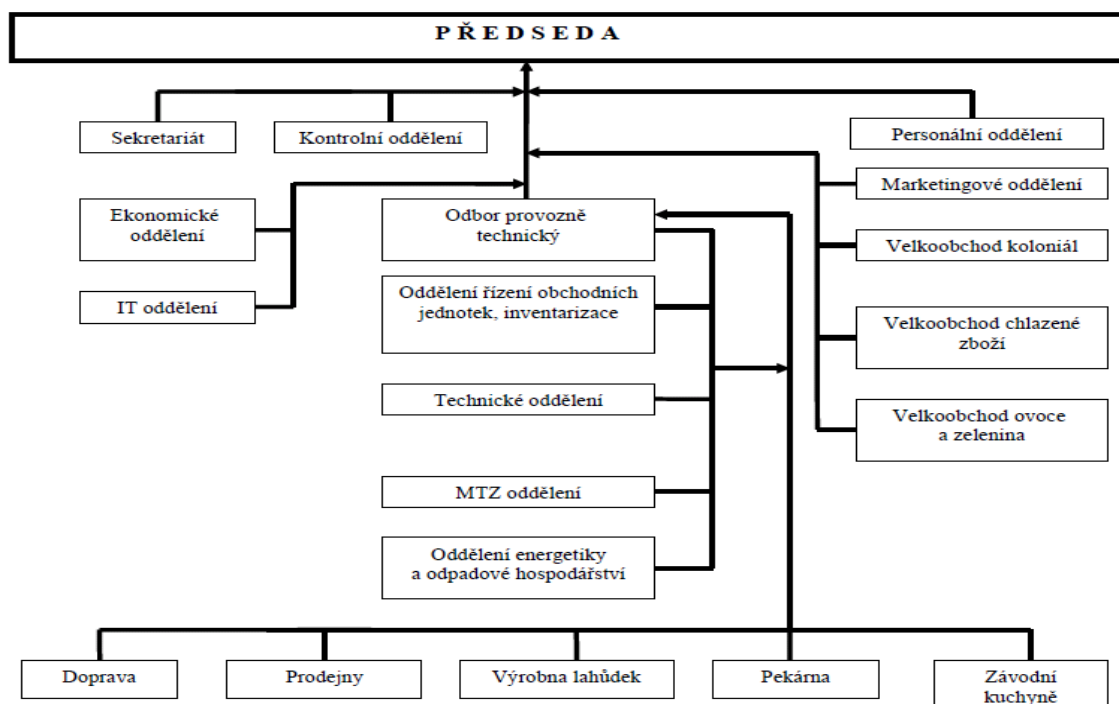 P Ř E D S E D A
Sekretariát
Kontrolní oddělení
Personální oddělení
Marketingové oddělení
Ekonomické
oddělení
Odbor provozně
technický
Velkoobchod koloniál
IT oddělení
Oddělení řízení obchodních
jednotek, inventarizace
Velkoobchod chlazené
zboží
Technické oddělení
Velkoobchod ovoce
a zelenina
MTZ oddělení
Oddělení energetiky
a odpadové hospodářství
Doprava
Prodejny
Výrobna lahůdek
Pekárna
Závodní
kuchyně